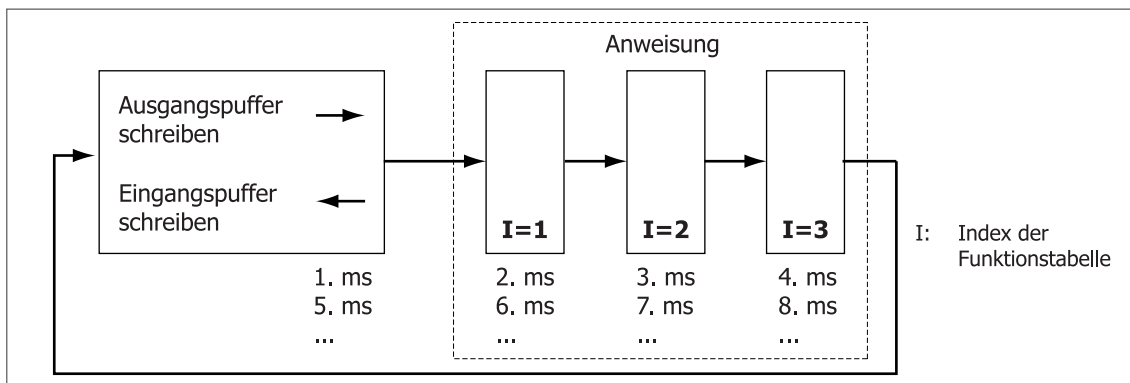 Anweisung
Ausgangspuffer
schreiben
Eingangspuffer
schreiben
I=1
I=2
I=3
I: Index der
Funktionstabelle
1. ms
5. ms
...
2. ms
6. ms
...
3. ms
7. ms
...
4. ms
8. ms
...